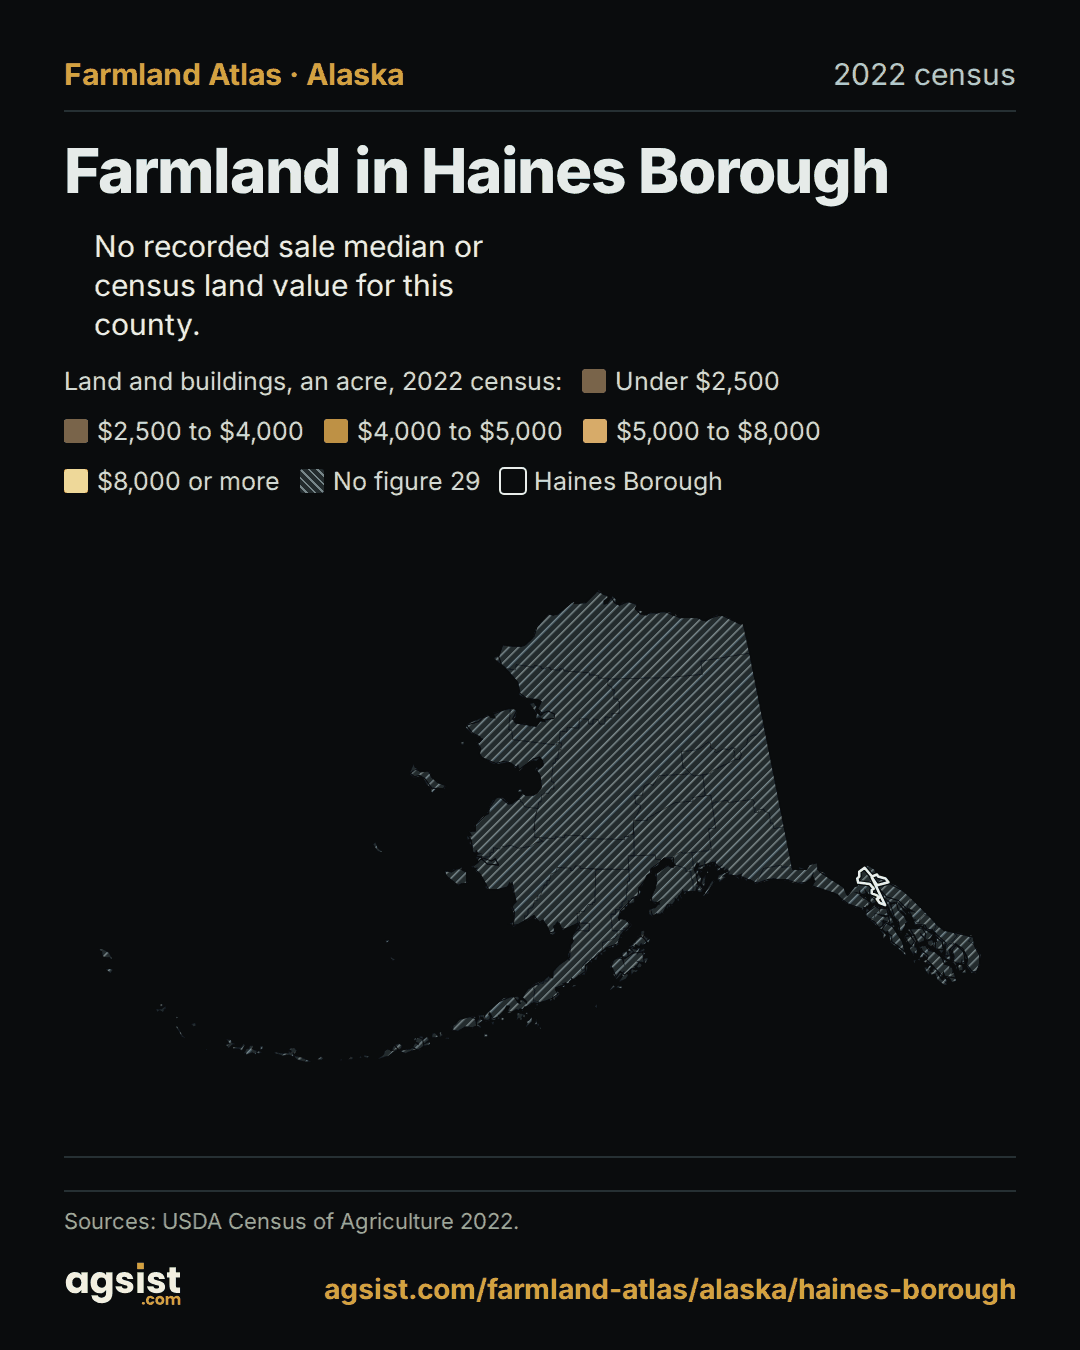 Farmland Atlas · Alaska
2022 census
Farmland in Haines Borough
No recorded sale median or
census land value for this
county.
Land and buildings, an acre, 2022 census: Under $2,500
$2,500 to $4,000 $4,000 to $5,000 $5,000 to $8,000
$8,000 or more No figure 29 Haines Borough
Sources: USDA Census of Agriculture 2022.
agsist
.com
agsist.com/farmland-atlas/alaska/haines-borough